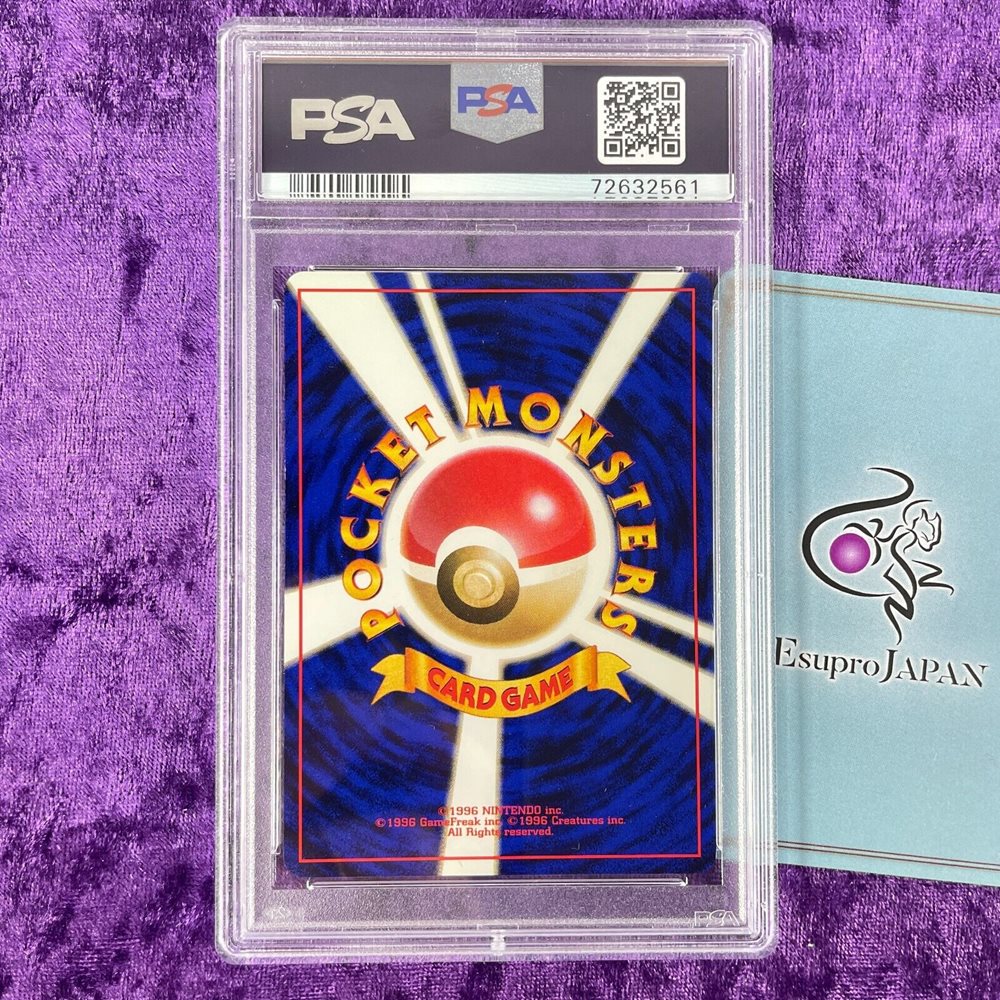 PSA
PSA
72632561
POCKET MONSTERS
CARD GAME
©1996 NINTENDO inc.
©1996 GameFreak inc. ©1996 Creatures inc.
All Rights reserved.
EsuproJAPAN
PSA